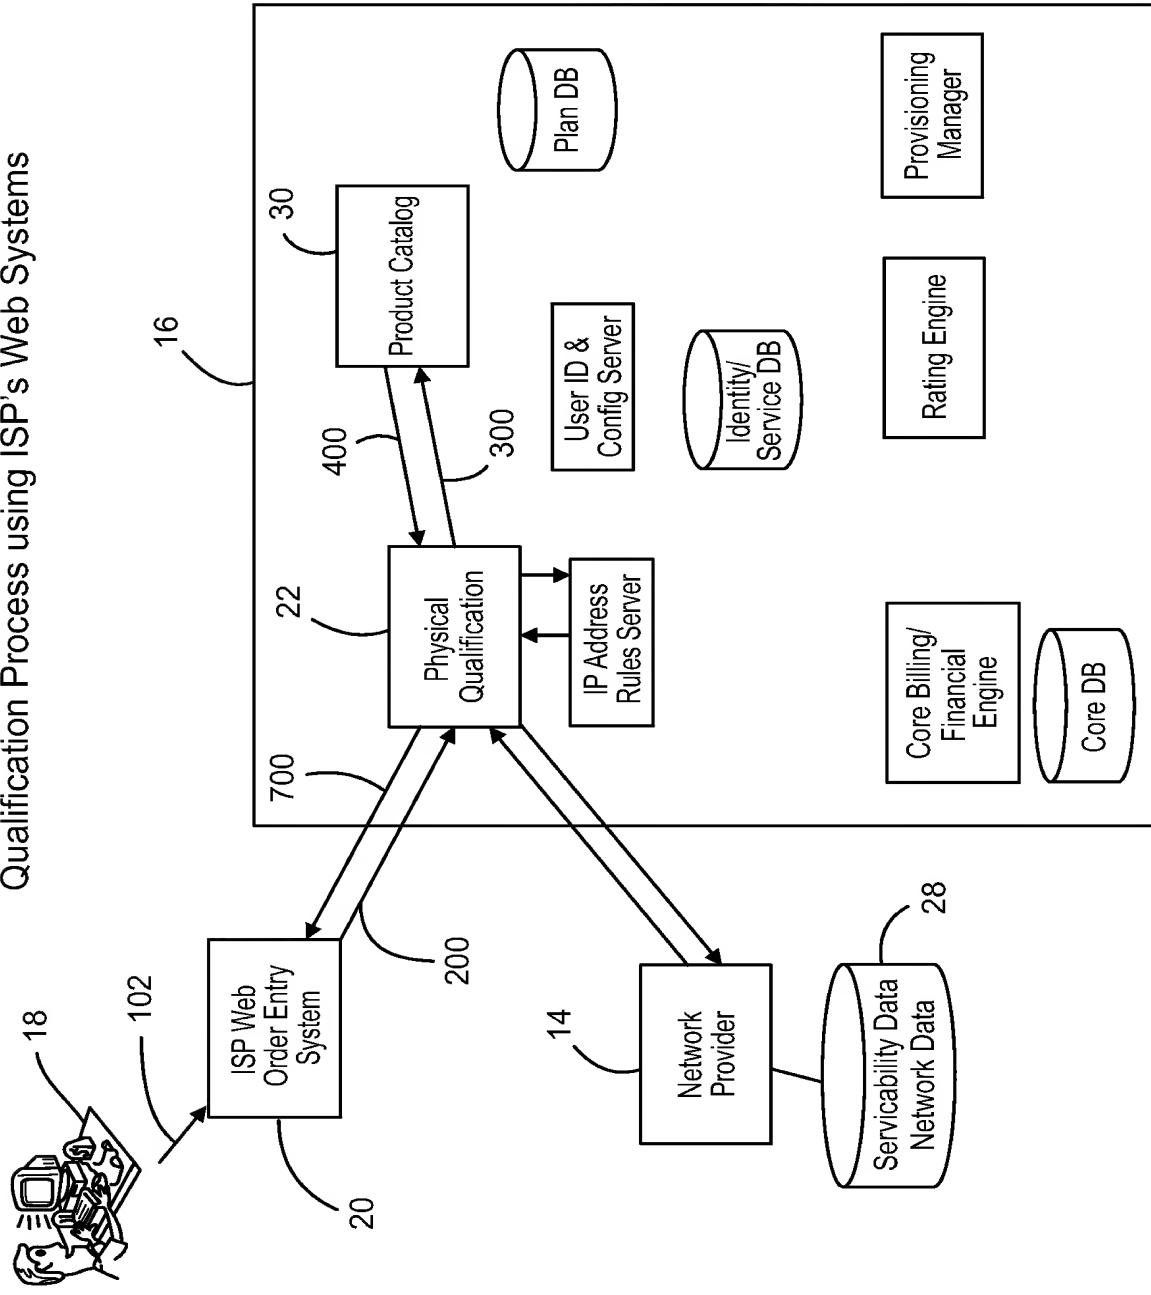 Qualification Process using ISP's Web Systems
18
102
ISP Web
Order Entry
System
20
700
200
16
22
Physical
Qualification
400
300
30
Product Catalog
Plan DB
IP Address
Rules Server
User ID &
Config Server
Identity/
Service DB
14
Network
Provider
28
Servicability Data
Network Data
Core Billing/
Financial
Engine
Core DB
Rating Engine
Provisioning
Manager